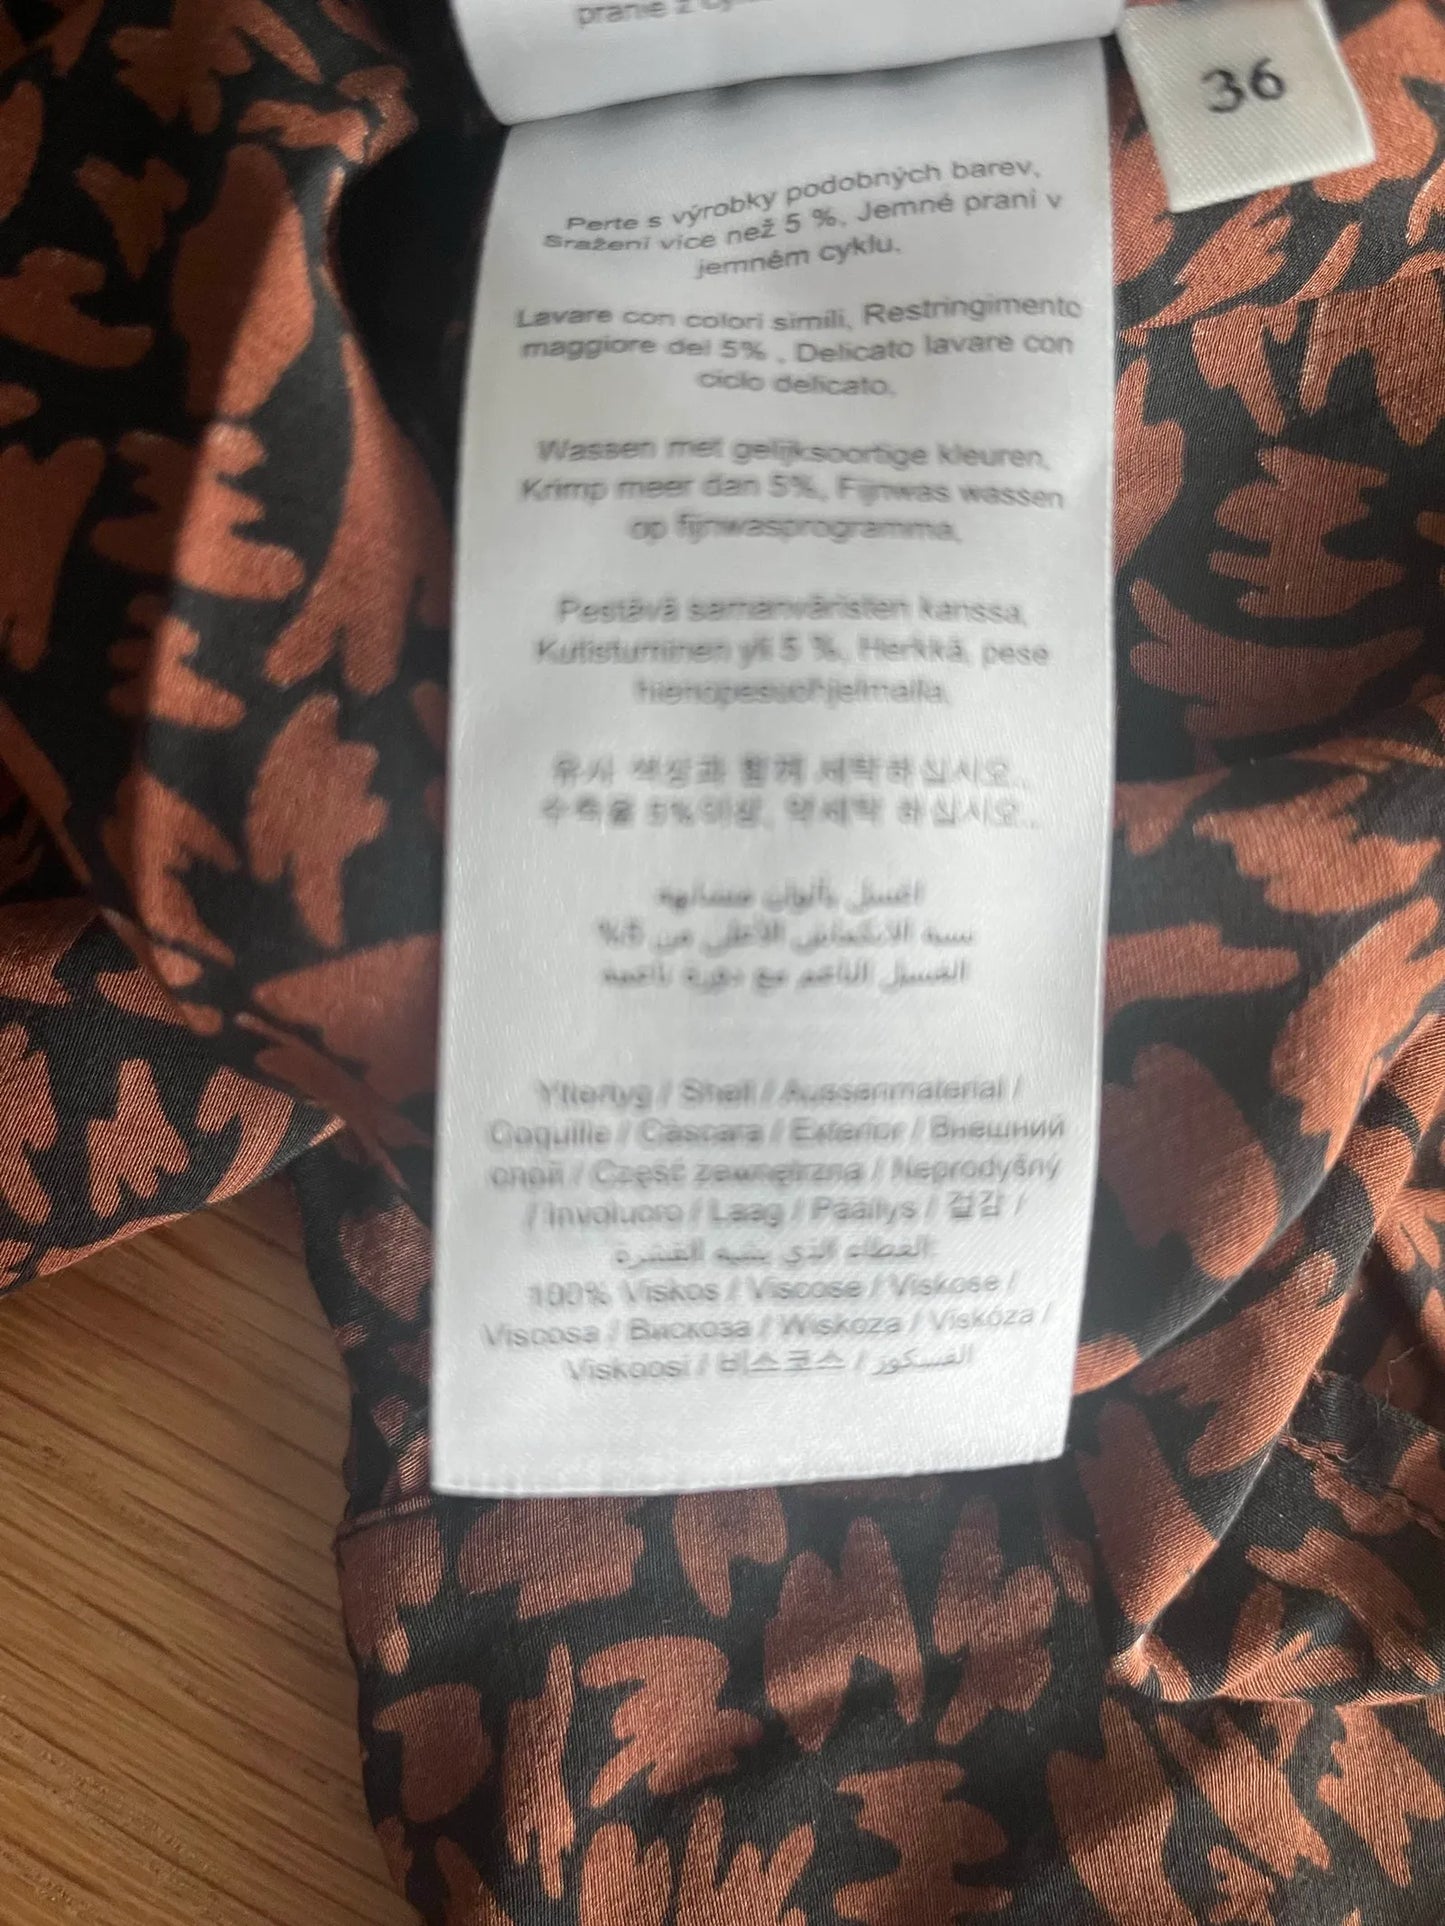 pranie z
36
Perte s výrobky podobných barev,
Sražení více než 5 %, Jemné praní v
jemném cyklu.
Lavare con colori simili, Restringimento
maggiore del 5% , Delicato lavare con
ciclo delicato.
Wassen met gelijksoortige kleuren,
Krimp meer dan 5%, Fijnwas wassen
op fijnwasprogramma,
Pestävä samanväristen kanssa,
Kutistuminen yli 5 %, Herkkä, pese
hienopesuohjelmalla,
유사 색상과 함께 세탁하십시오.,
수축율 5%이상, 약세탁 하십시오..
اغسل بألوان مشابهة
نسبة الانكماش الأعلى من 5%
الغسيل الناعم مع دورة ناعمة
Yttertyg / Shell / Aussenmaterial /
Coquille / Cáscara / Exterior / Внешний
слой / Część zewnętrzna / Neprodyšný
/ Involucro / Laag / Päällys / 겉감 /
الغطاء الذي يشبه القشرة:
100% Viskos / Viscose / Viskose /
Viscosa / Вискоза / Wiskoza / Viskóza /
Viskoosi / 비스코스 / الفسكوز